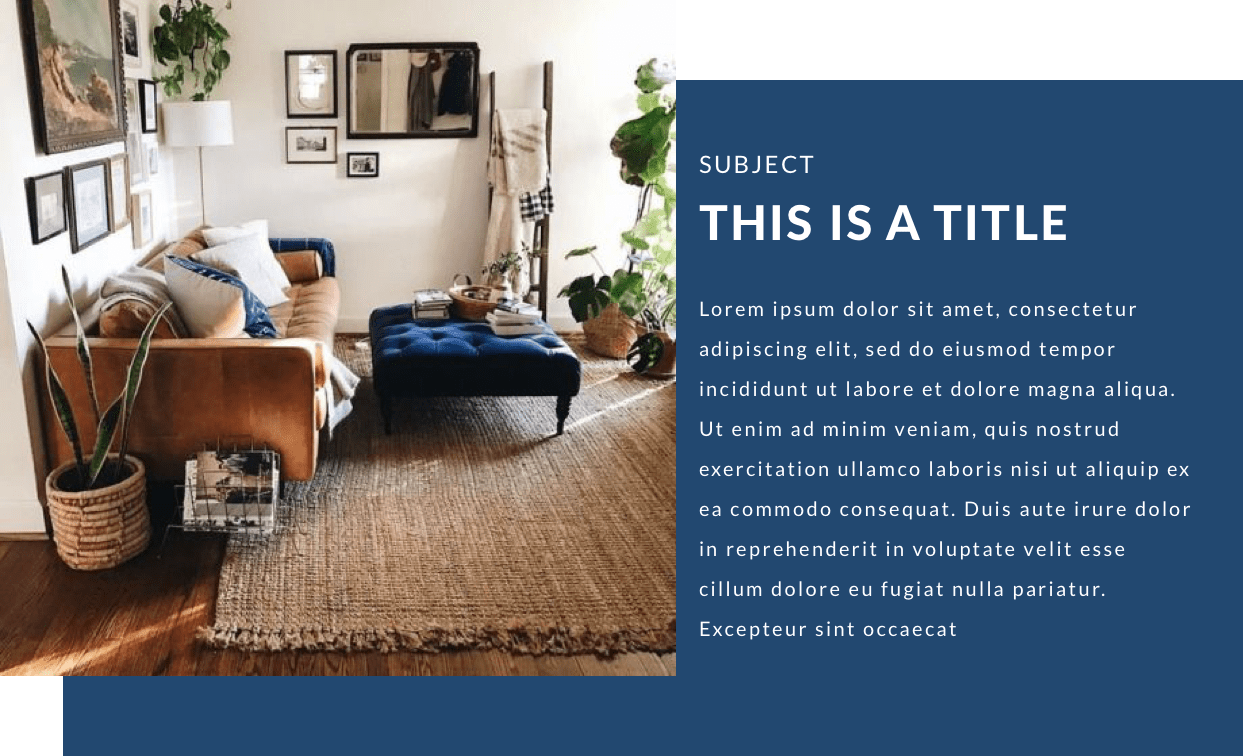 SUBJECT
THIS IS A TITLE
Lorem ipsum dolor sit amet, consectetur
adipiscing elit, sed do eiusmod tempor
incididunt ut labore et dolore magna aliqua.
Ut enim ad minim veniam, quis nostrud
exercitation ullamco laboris nisi ut aliquip ex
ea commodo consequat. Duis aute irure dolor
in reprehenderit in voluptate velit esse
cillum dolore eu fugiat nulla pariatur.
Excepteur sint occaecat